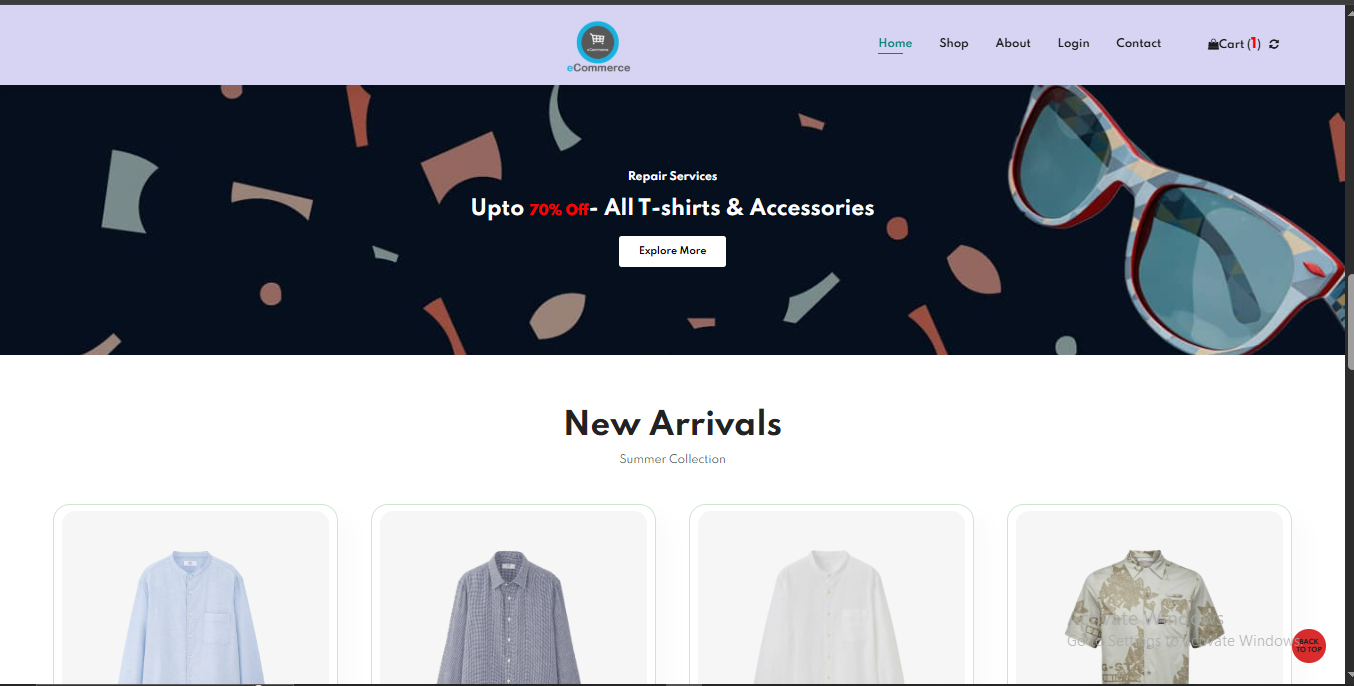 eCommerce
Home
Shop
About
Login
Contact
Cart (1)
Repair Services
Upto 70% Off- All T-shirts & Accessories
Explore More
New Arrivals
Summer Collection
Activate Windows
Go to Settings to activate Windows.
BACK
TO TOP